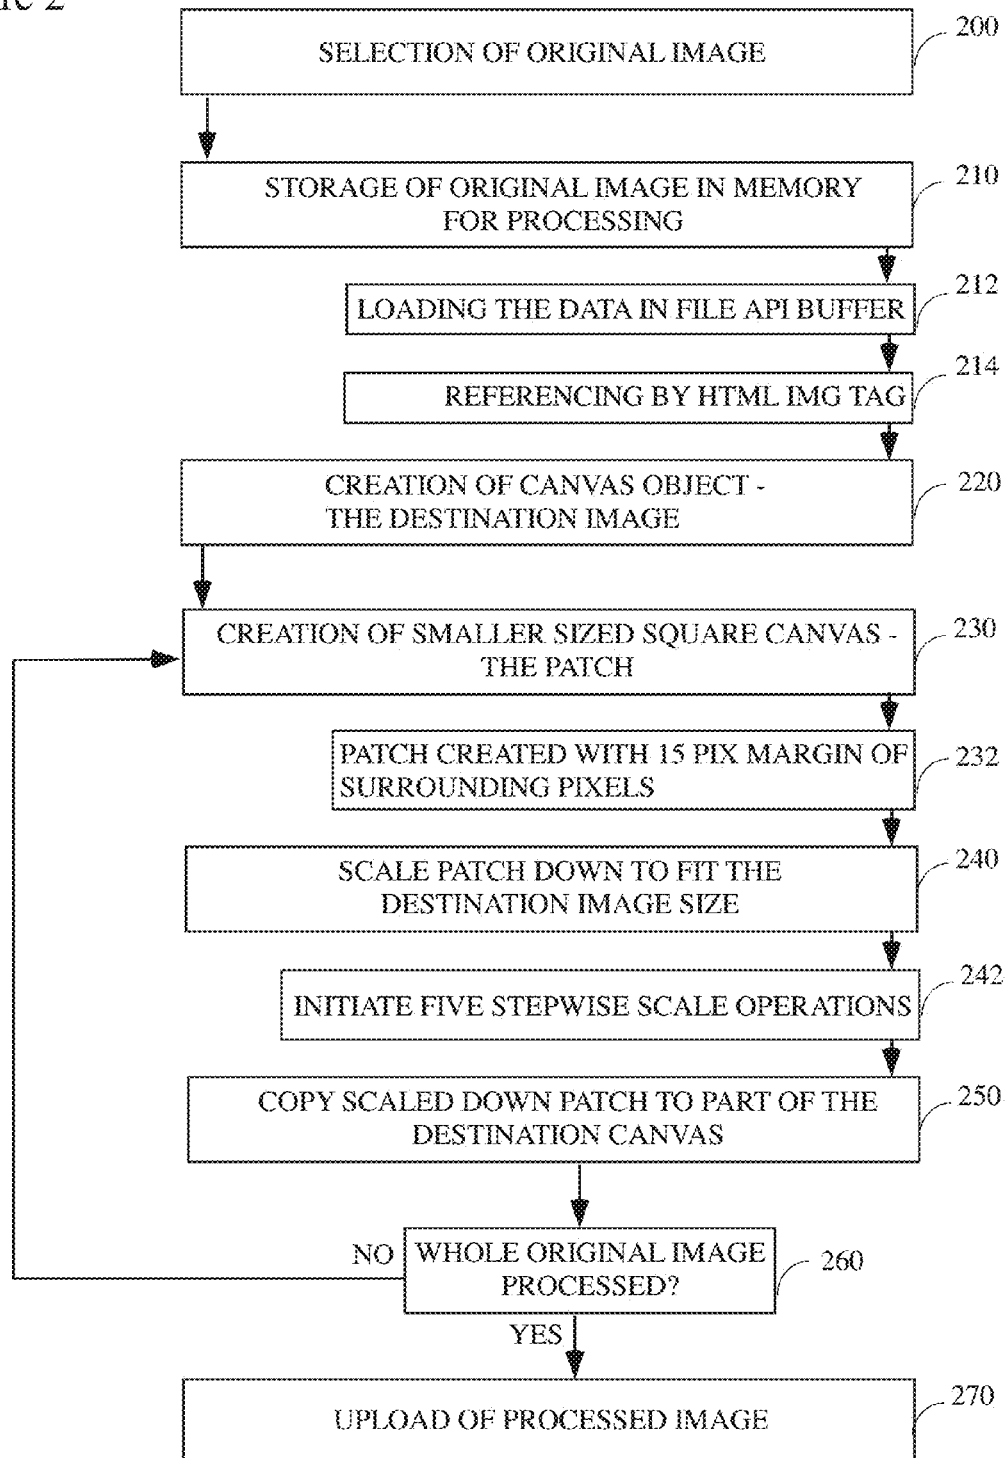 200
SELECTION OF ORIGINAL IMAGE
210
STORAGE OF ORIGINAL IMAGE IN MEMORY
FOR PROCESSING
212
LOADING THE DATA IN FILE API BUFFER
214
REFERENCING BY HTML IMG TAG
220
CREATION OF CANVAS OBJECT -
THE DESTINATION IMAGE
230
CREATION OF SMALLER SIZED SQUARE CANVAS -
THE PATCH
232
PATCH CREATED WITH 15 PIX MARGIN OF
SURROUNDING PIXELS
240
SCALE PATCH DOWN TO FIT THE
DESTINATION IMAGE SIZE
242
INITIATE FIVE STEPWISE SCALE OPERATIONS
250
COPY SCALED DOWN PATCH TO PART OF THE
DESTINATION CANVAS
NO
WHOLE ORIGINAL IMAGE
PROCESSED?
260
YES
270
UPLOAD OF PROCESSED IMAGE